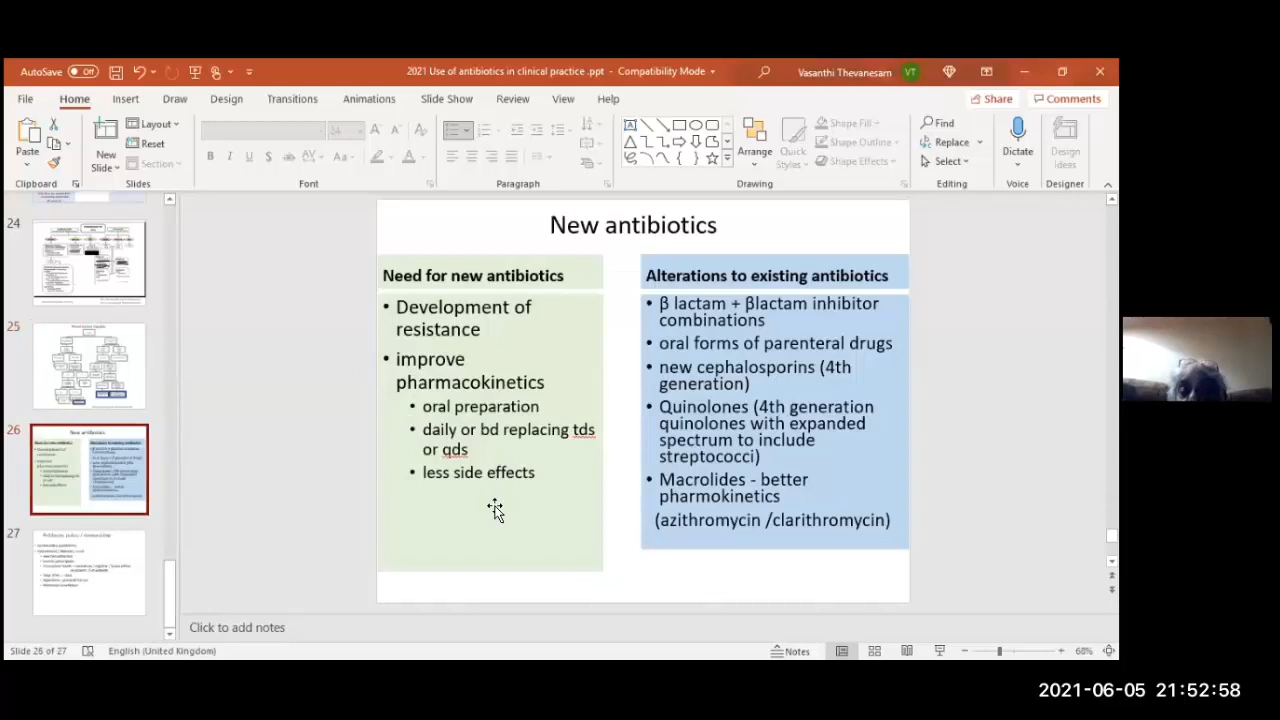 AutoSave Off
2021 Use of antibiotics in clinical practice .ppt - Compatibility Mode
Vasanthi Thevanesam VT
File Home Insert Draw Design Transitions Animations Slide Show Review View Help
Share Comments
Paste
Clipboard
New
Slide
Layout
Reset
Section
Slides
Font
Paragraph
Arrange
Quick
Styles
Shape Fill
Shape Outline
Shape Effects
Drawing
Find
Replace
Select
Editing
Dictate
Voice
Design
Ideas
Designer
24
25
26
27
New antibiotics
Need for new antibiotics
• Development of
resistance
• improve
pharmacokinetics
• oral preparation
• daily or bd replacing tds
or qds
• less side effects
Alterations to existing antibiotics
• β lactam + βlactam inhibitor
combinations
• oral forms of parenteral drugs
• new cephalosporins (4th
generation)
• Quinolones (4th generation
quinolones with expanded
spectrum to include
streptococci)
• Macrolides - better
pharmokinetics
(azithromycin /clarithromycin)
Click to add notes
Slide 26 of 27
English (United Kingdom)
Notes
68%
2021-06-05 21:52:58